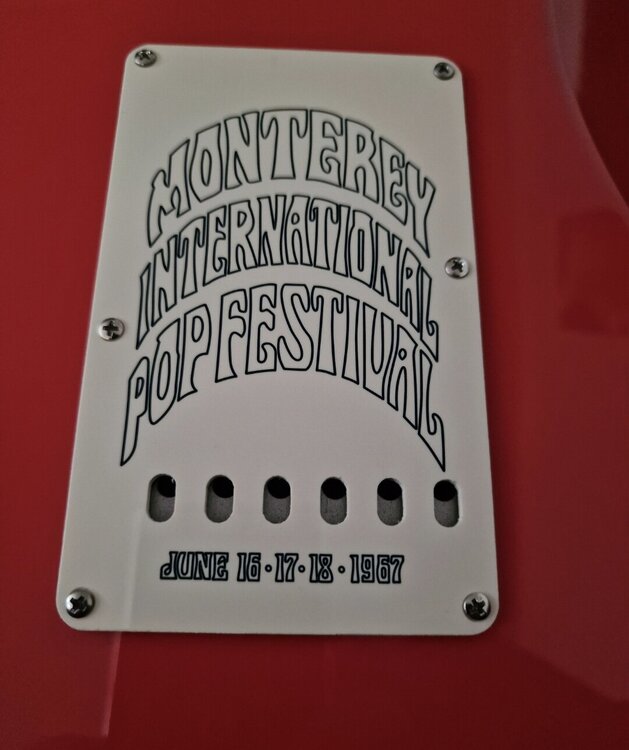 MONTEREY
INTERNATIONAL
POP FESTIVAL
JUNE 16·17·18·1967